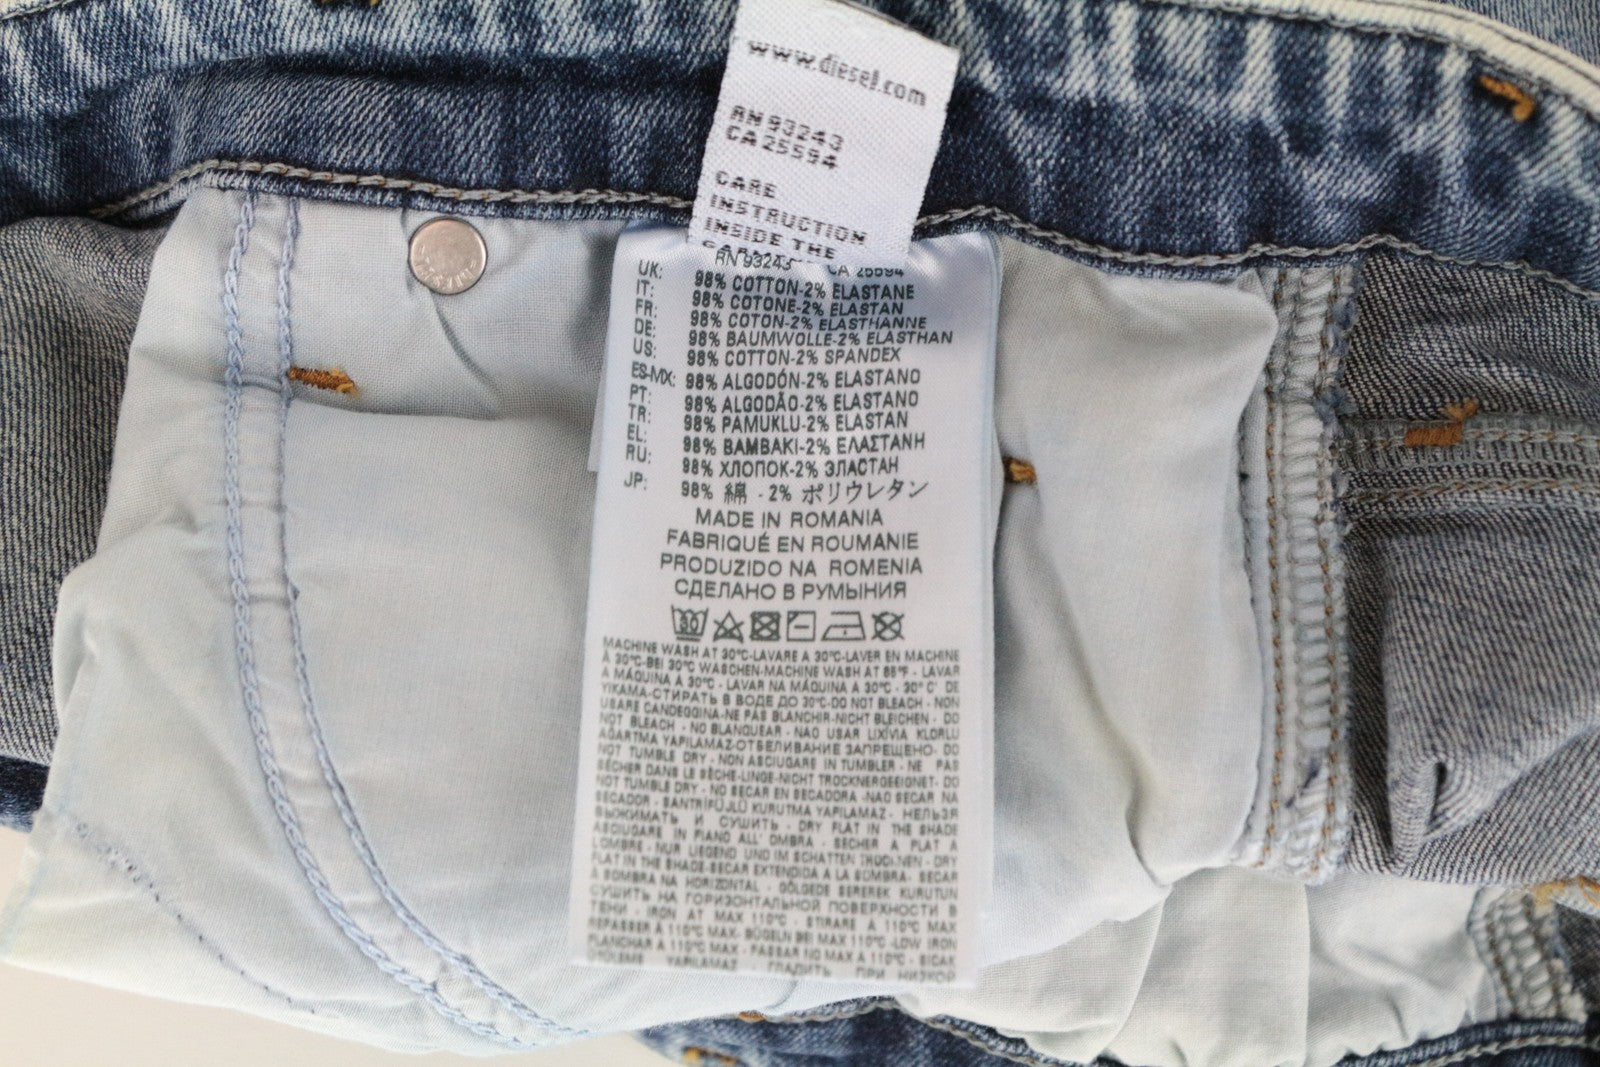 www.diesel.com
RN 93243
CA 25594
CARE
INSTRUCTION
INSIDE THE
RN 93243 CA 25594
UK: 98% COTTON-2% ELASTANE
IT: 98% COTONE-2% ELASTAN
FR: 98% COTON-2% ELASTHANNE
DE: 98% BAUMWOLLE-2% ELASTHAN
US: 98% COTTON-2% SPANDEX
ES-MX: 98% ALGODÓN-2% ELASTANO
PT: 98% ALGODÃO-2% ELASTANO
TR: 98% PAMUKLU-2% ELASTAN
EL: 98% ΒΑΜΒΑΚΙ-2% ΕΛΑΣΤΑΝΗ
RU: 98% ХЛОПОК-2% ЭЛАСТАН
JP: 98% 綿 - 2% ポリウレタン
MADE IN ROMANIA
FABRIQUÉ EN ROUMANIE
PRODUZIDO NA ROMENIA
СДЕЛАНО В РУМЫНИЯ
30
MACHINE WASH AT 30°C-LAVARE A 30°C-LAVER EN MACHINE
À 30°C-BEI 30°C WASCHEN-MACHINE WASH AT 86°F - LAVAR
A MÁQUINA A 30°C - LAVAR NA MÁQUINA A 30°C - 30° C' DE
YIKAMA-СТИРАТЬ В ВОДЕ ДО 30°C-DO NOT BLEACH - NON
USARE CANDEGGINA-NE PAS BLANCHIR-NICHT BLEICHEN - DO
NOT BLEACH - NO BLANQUEAR - NÃO USAR LIXÍVIA KLORLU
AĞARTMA YAPILAMAZ-ОТБЕЛИВАНИЕ ЗАПРЕЩЕНО- DO
NOT TUMBLE DRY - NON ASCIUGARE IN TUMBLER - NE PAS
SÉCHER DANS LE SÈCHE-LINGE-NICHT TROCKNERGEEIGNET- DO
NOT TUMBLE DRY - NO SECAR EN SECADORA -NÃO SECAR NA
SECADOR - SANTRİFÜJLÜ KURUTMA YAPILAMAZ - НЕЛЬЗЯ
ВЫЖИМАТЬ И СУШИТЬ - DRY FLAT IN THE SHADE
ASCIUGARE IN PIANO ALL' OMBRA - SÉCHER À PLAT À
L'OMBRE - NUR LIEGEND UND IM SCHATTEN TROCKNEN - DRY
FLAT IN THE SHADE-SECAR EXTENDIDA A LA SOMBRA- SECAR
À SOMBRA NA HORIZONTAL - GÖLGEDE SEREREK KURUTUN
СУШИТЬ НА ГОРИЗОНТАЛЬНОЙ ПОВЕРХНОСТИ В
ТЕНИ - IRON AT MAX 110°C - STIRARE A 110°C MAX
REPASSER À 110°C MAX- BÜGELN BEI MAX 110°C -LOW IRON
PLANCHAR A 110°C MAX - PASSAR NO MAX A 110°C - SICAK
ÜTÜLEME YAPILAMAZ - ГЛАДИТЬ ПРИ НИЗКОЙ